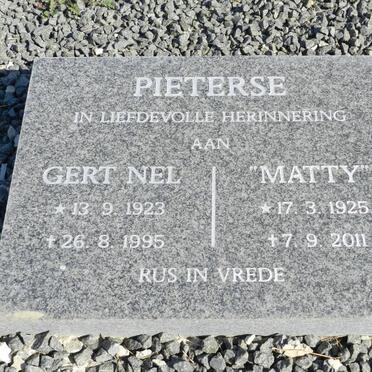 PIETERSE
IN LIEFDEVOLLE HERINNERING
AAN
GERT NEL
★ 13. 9. 1923
✝ 26. 8. 1995
"MATTY"
★ 17. 3. 1925
✝ 7. 9. 2011
RUS IN VREDE